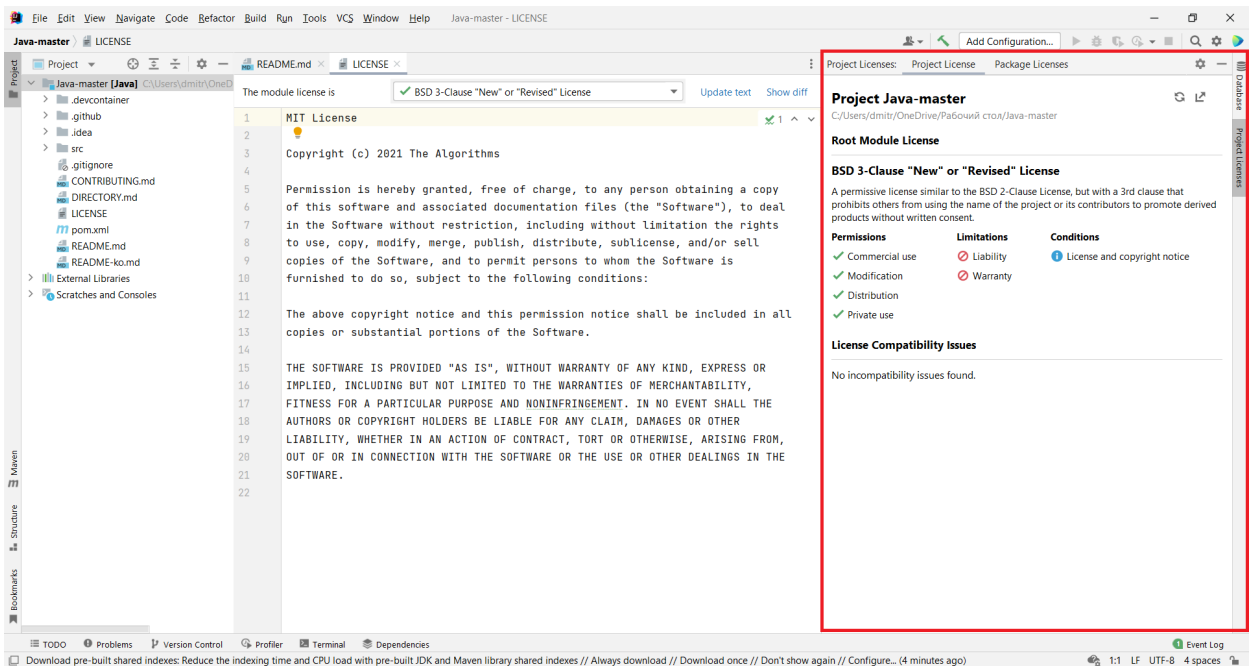 File Edit View Navigate Code Refactor Build Run Tools VCS Window Help Java-master - LICENSE
Java-master LICENSE Add Configuration...
Project
README.md LICENSE
Project Licenses: Project License Package Licenses
Project
Java-master [Java] C:\Users\dmitr\OneD
.devcontainer
.github
.idea
src
.gitignore
CONTRIBUTING.md
DIRECTORY.md
LICENSE
pom.xml
README.md
README-ko.md
External Libraries
Scratches and Consoles
Maven
Structure
Bookmarks
The module license is BSD 3-Clause "New" or "Revised" License Update text Show diff
1 MIT License 1
2
3 Copyright (c) 2021 The Algorithms
4
5 Permission is hereby granted, free of charge, to any person obtaining a copy
6 of this software and associated documentation files (the "Software"), to deal
7 in the Software without restriction, including without limitation the rights
8 to use, copy, modify, merge, publish, distribute, sublicense, and/or sell
9 copies of the Software, and to permit persons to whom the Software is
10 furnished to do so, subject to the following conditions:
11
12 The above copyright notice and this permission notice shall be included in all
13 copies or substantial portions of the Software.
14
15 THE SOFTWARE IS PROVIDED "AS IS", WITHOUT WARRANTY OF ANY KIND, EXPRESS OR
16 IMPLIED, INCLUDING BUT NOT LIMITED TO THE WARRANTIES OF MERCHANTABILITY,
17 FITNESS FOR A PARTICULAR PURPOSE AND NONINFRINGEMENT. IN NO EVENT SHALL THE
18 AUTHORS OR COPYRIGHT HOLDERS BE LIABLE FOR ANY CLAIM, DAMAGES OR OTHER
19 LIABILITY, WHETHER IN AN ACTION OF CONTRACT, TORT OR OTHERWISE, ARISING FROM,
20 OUT OF OR IN CONNECTION WITH THE SOFTWARE OR THE USE OR OTHER DEALINGS IN THE
21 SOFTWARE.
22
Project Java-master
C:/Users/dmitr/OneDrive/Рабочий стол/Java-master
Root Module License
BSD 3-Clause "New" or "Revised" License
A permissive license similar to the BSD 2-Clause License, but with a 3rd clause that
prohibits others from using the name of the project or its contributors to promote derived
products without written consent.
Permissions Limitations Conditions
Commercial use Liability License and copyright notice
Modification Warranty
Distribution
Private use
License Compatibility Issues
No incompatibility issues found.
Database
Project Licenses
TODO Problems Version Control Profiler Terminal Dependencies 1 Event Log
Download pre-built shared indexes: Reduce the indexing time and CPU load with pre-built JDK and Maven library shared indexes // Always download // Download once // Don't show again // Configure... (4 minutes ago) 1:1 LF UTF-8 4 spaces